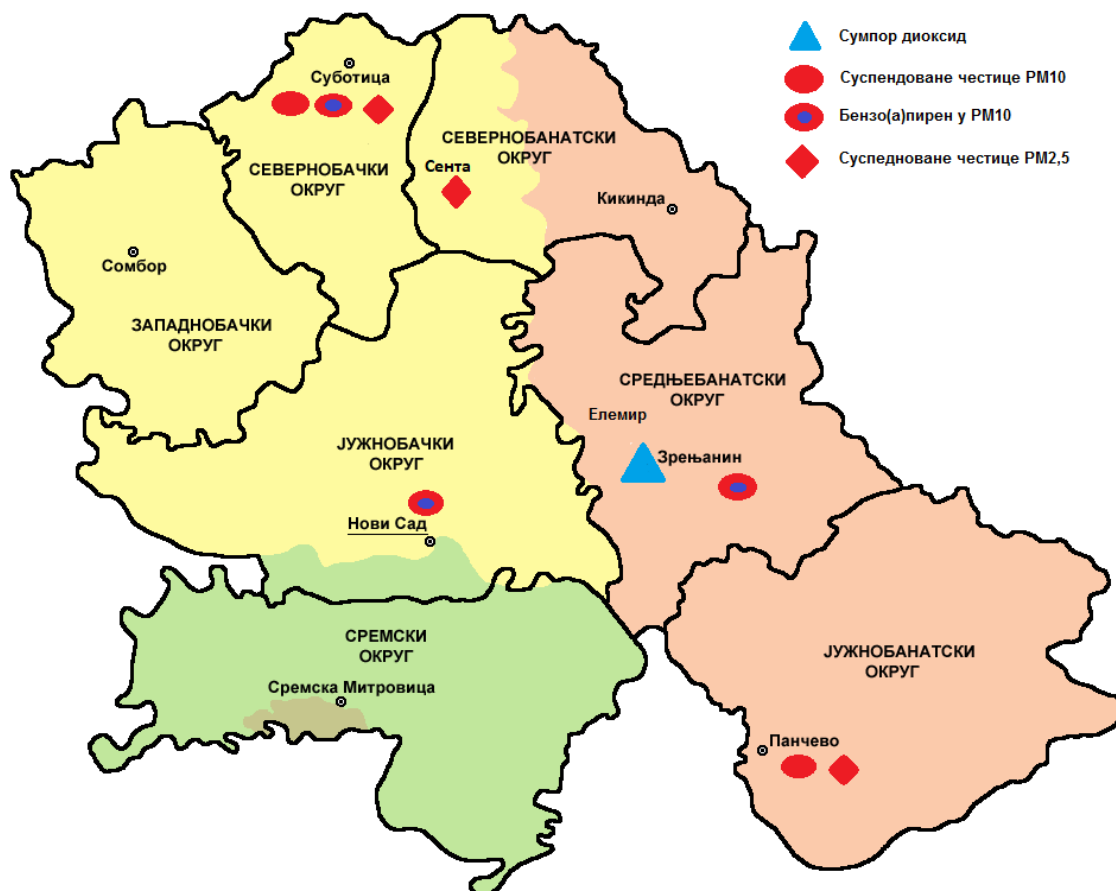 Сумпор диоксид
Суспендоване честице PM10
Бензо(а)пирен у PM10
Суспедноване честице PM2,5
Суботица
СЕВЕРНОБАЧКИ
ОКРУГ
СЕВЕРНОБАНАТСКИ
ОКРУГ
Сента
Кикинда
Сомбор
ЗАПАДНОБАЧКИ
ОКРУГ
СРЕДЊЕБАНАТСКИ
ОКРУГ
Елемир
Зрењанин
ЈУЖНОБАЧКИ
ОКРУГ
Нови Сад
СРЕМСКИ
ОКРУГ
Сремска Митровица
ЈУЖНОБАНАТСКИ
ОКРУГ
Панчево